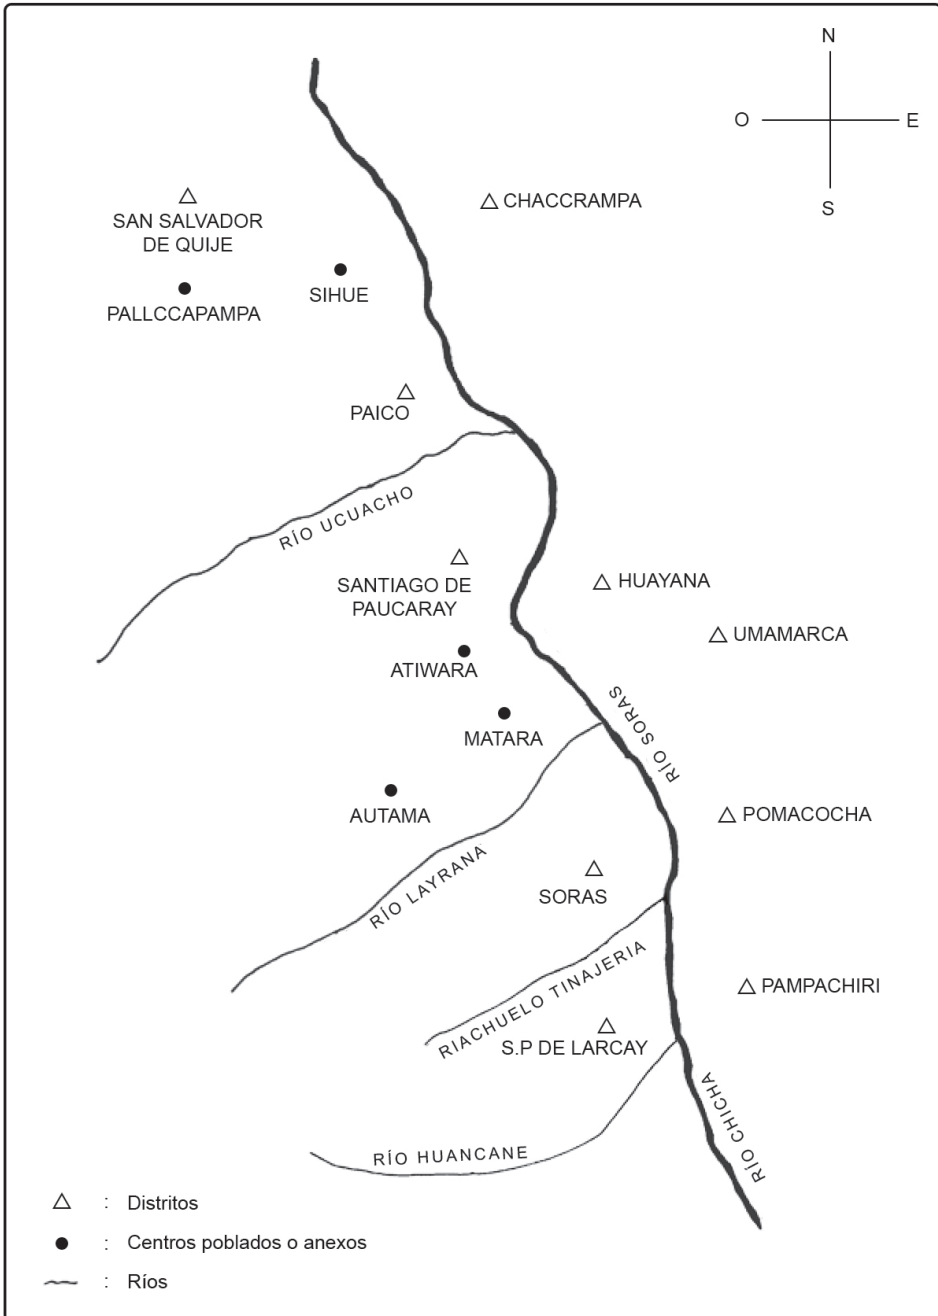 N
O
E
S
CHACCRAMPA
SAN SALVADOR
DE QUIJE
SIHUE
PALLCCAPAMPA
PAICO
RÍO UCUACHO
SANTIAGO DE
PAUCARAY
HUAYANA
UMAMARCA
ATIWARA
MATARA
RÍO SORAS
AUTAMA
POMACOCHA
RÍO LAYRANA
SORAS
RIACHUELO TINAJERIA
PAMPACHIRI
S.P DE LARCAY
RÍO CHICHA
RÍO HUANCANE
: Distritos
: Centros poblados o anexos
: Ríos